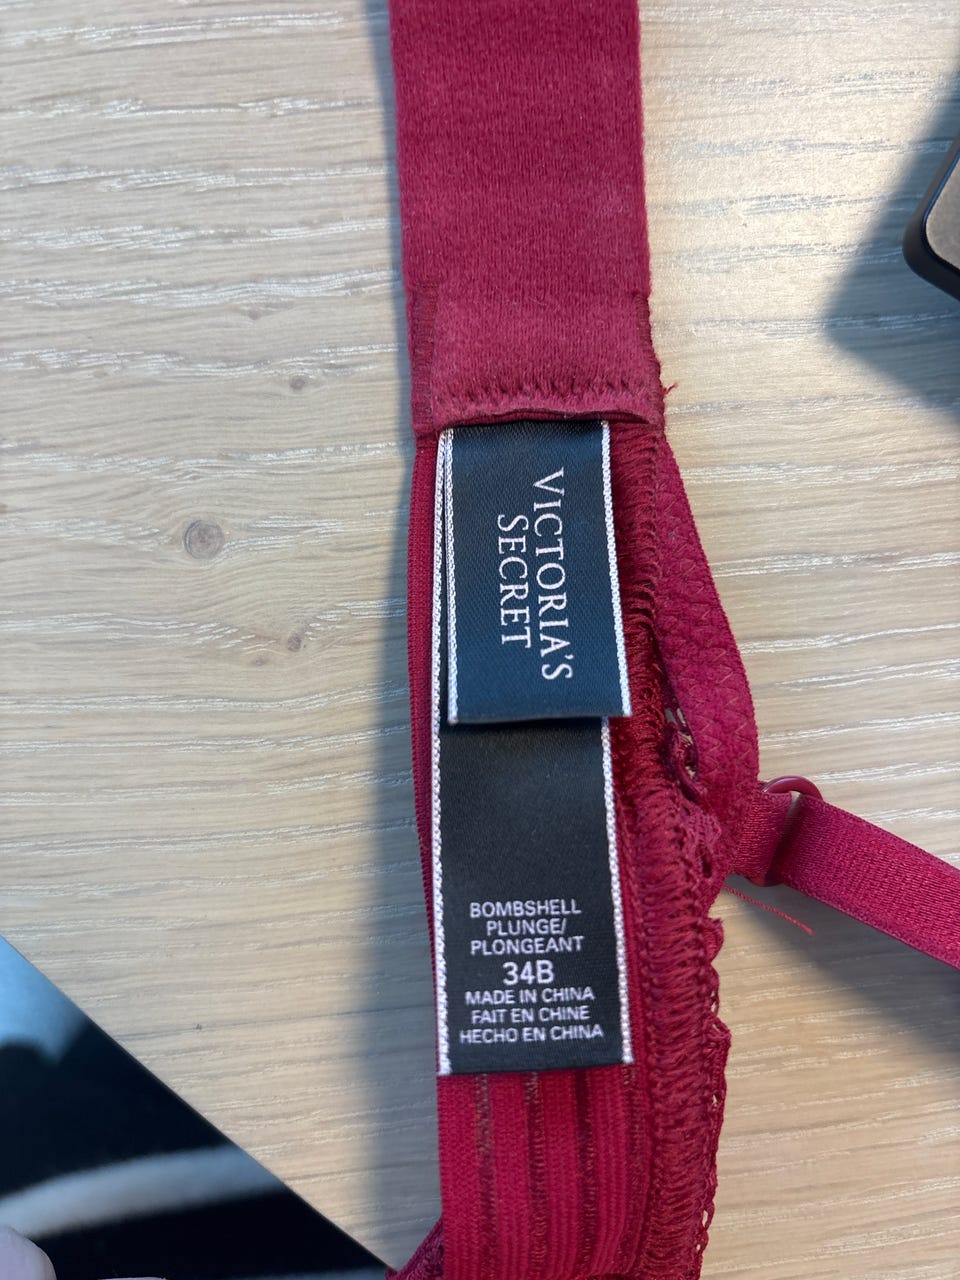 VICTORIA'S
SECRET
BOMBSHELL
PLUNGE/
PLONGEANT
34B
MADE IN CHINA
FAIT EN CHINE
HECHO EN CHINA